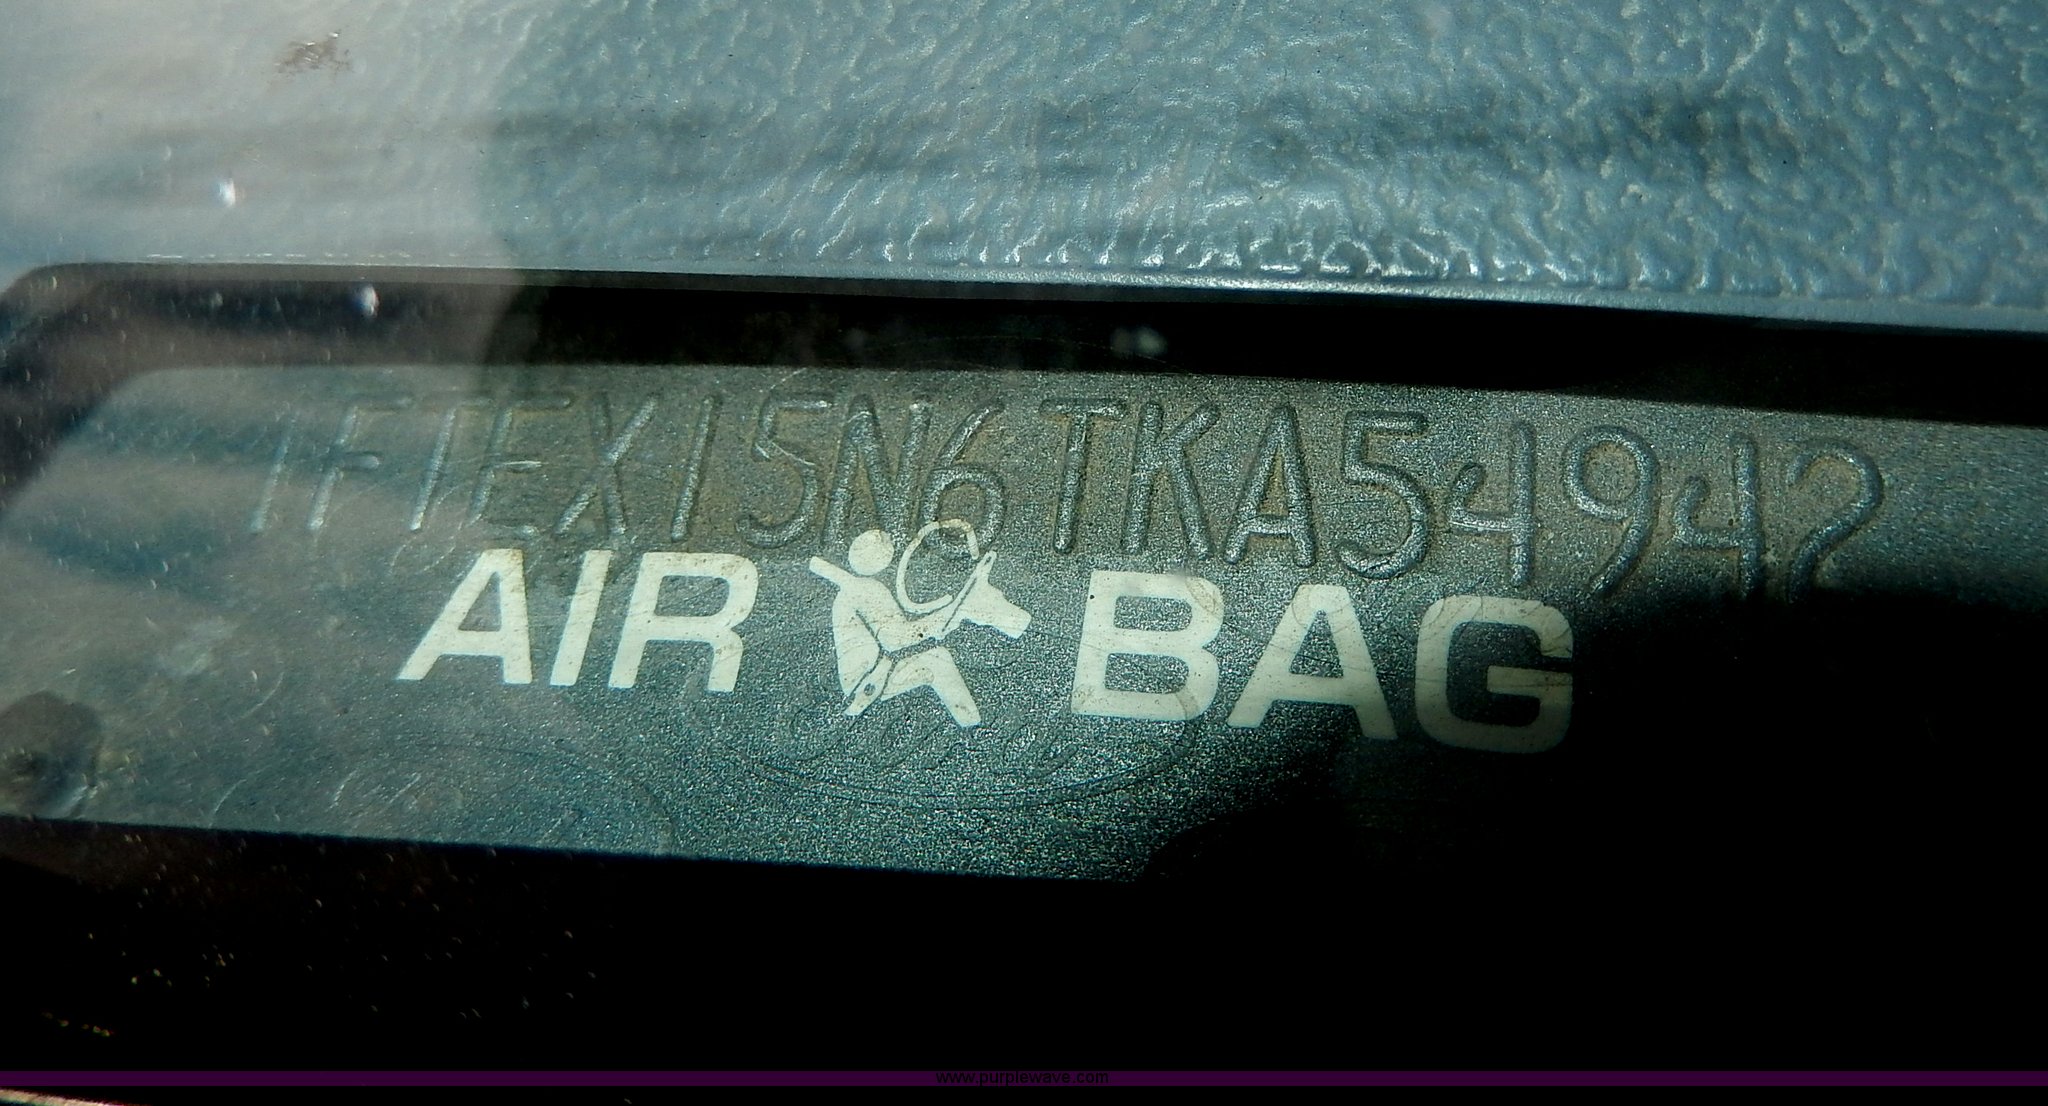 1FTEX15N6TKA54942
AIR BAG
www.purplewave.com